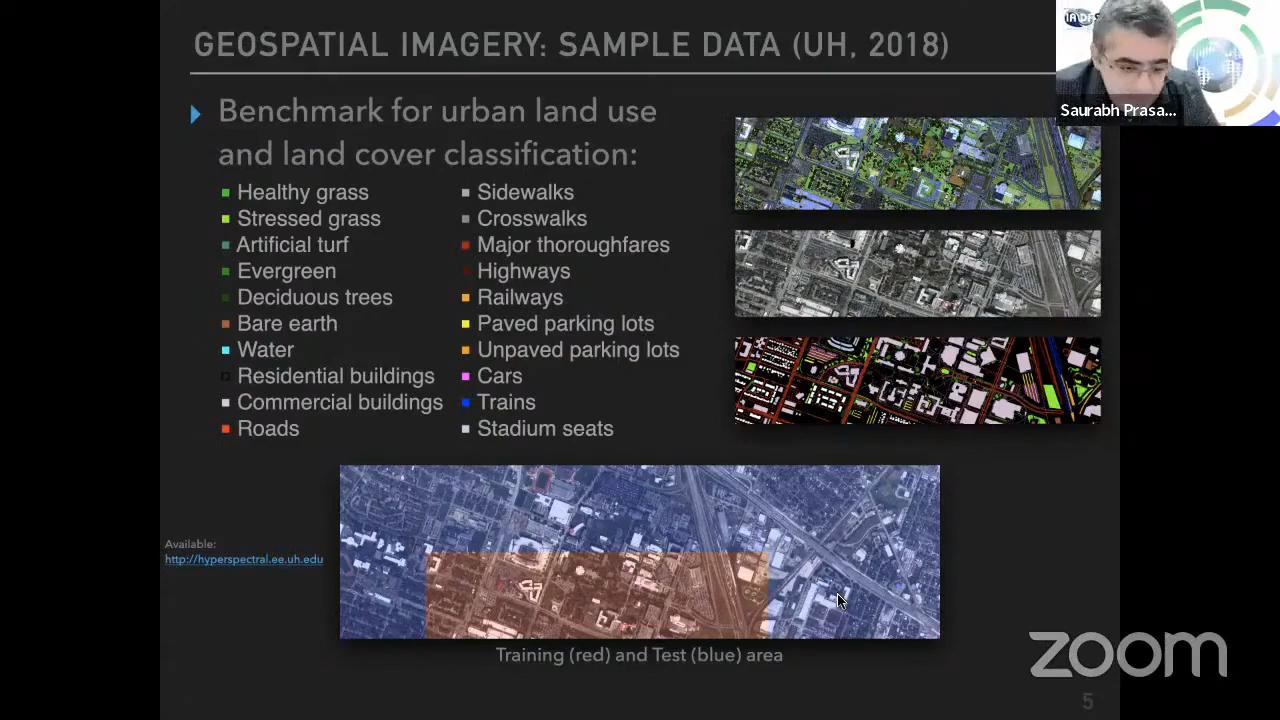 GEOSPATIAL IMAGERY: SAMPLE DATA (UH, 2018)
IA DFS
Saurabh Prasa...
Benchmark for urban land use
and land cover classification:
Healthy grass
Stressed grass
Artificial turf
Evergreen
Deciduous trees
Bare earth
Water
Residential buildings
Commercial buildings
Roads
Sidewalks
Crosswalks
Major thoroughfares
Highways
Railways
Paved parking lots
Unpaved parking lots
Cars
Trains
Stadium seats
Available:
http://hyperspectral.ee.uh.edu
Training (red) and Test (blue) area
zoom
5